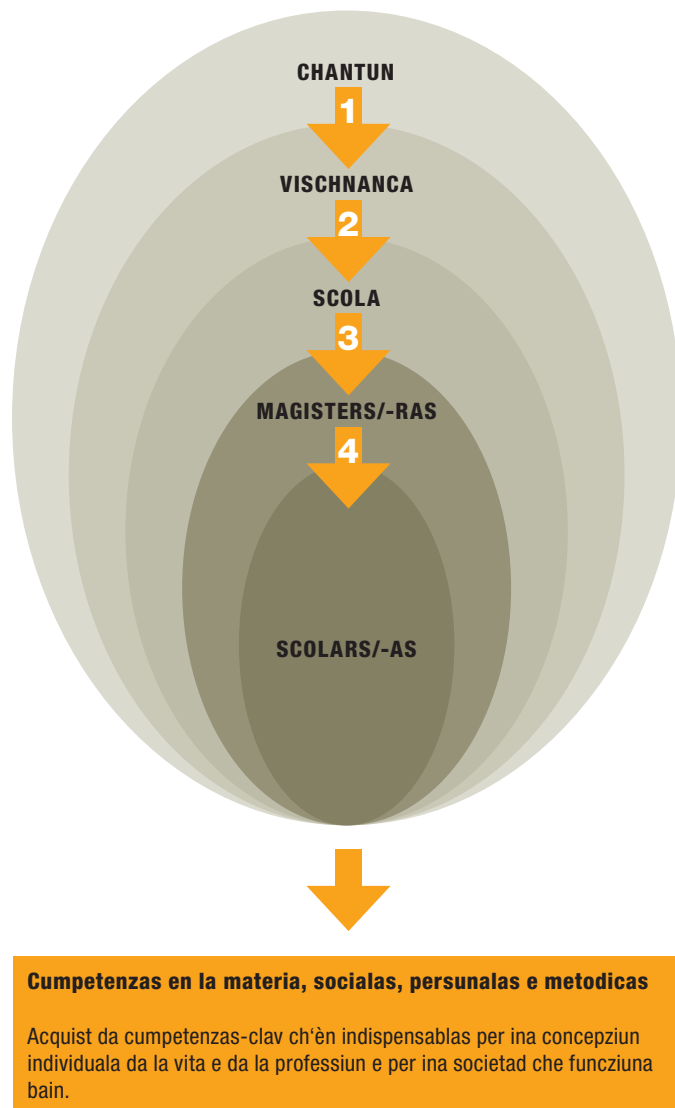 CHANTUN
1
VISCHNANCA
2
SCOLA
3
MAGISTERS/-RAS
4
SCOLARS/-AS
Cumpetenzas en la materia, socialas, persunalas e metodicas
Acquist da cumpetenzas-clav ch‘èn indispensablas per ina concepziun
individuala da la vita e da la professiun e per ina societad che funcziuna
bain.